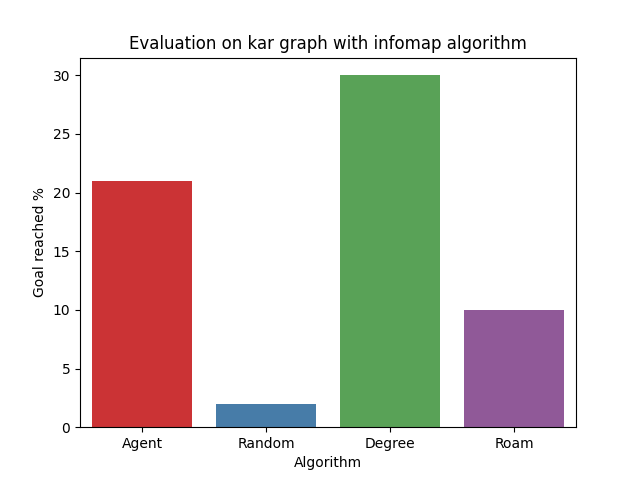 Evaluation on kar graph with infomap algorithm
Goal reached %
30
25
20
15
10
5
0
Agent
Random
Degree
Roam
Algorithm